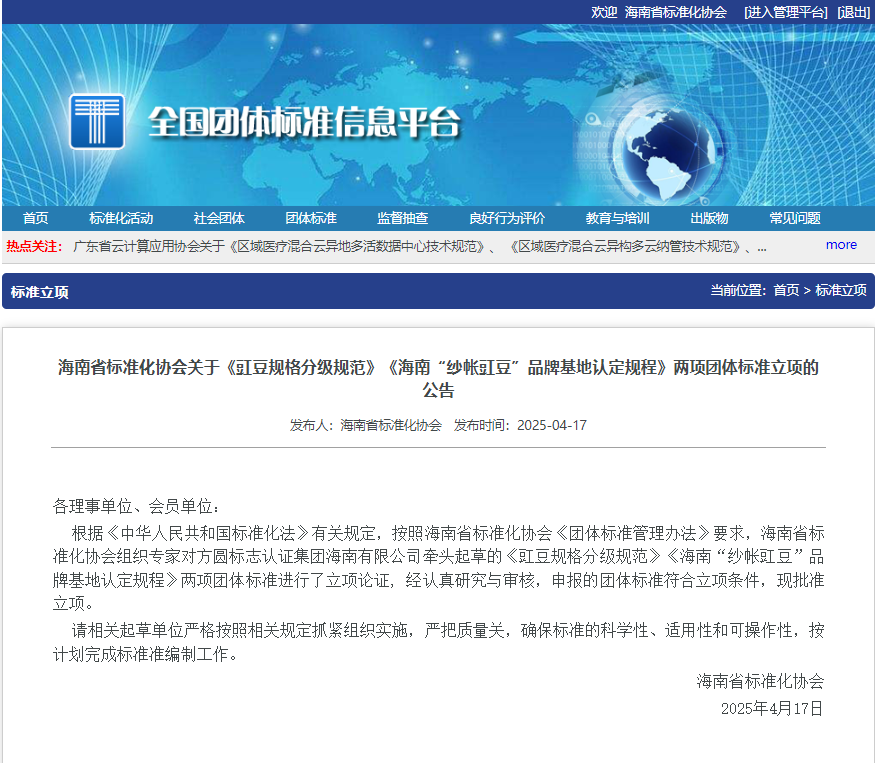 欢迎 海南省标准化协会 [进入管理平台] [退出]
全国团体标准信息平台
首页 标准化活动 社会团体 团体标准 监督抽查 良好行为评价 教育与培训 出版物 常见问题
热点关注： 广东省云计算应用协会关于《区域医疗混合云异地多活数据中心技术规范》、《区域医疗混合云异构多云纳管技术规范》、... more
标准立项 当前位置：首页 > 标准立项
海南省标准化协会关于《豇豆规格分级规范》《海南“纱帐豇豆”品牌基地认定规程》两项团体标准立项的
公告
发布人：海南省标准化协会 发布时间：2025-04-17
各理事单位、会员单位：
根据《中华人民共和国标准化法》有关规定，按照海南省标准化协会《团体标准管理办法》要求，海南省标
准化协会组织专家对方圆标志认证集团海南有限公司牵头起草的《豇豆规格分级规范》《海南“纱帐豇豆”品
牌基地认定规程》两项团体标准进行了立项论证, 经认真研究与审核，申报的团体标准符合立项条件，现批准
立项。
请相关起草单位严格按照相关规定抓紧组织实施，严把质量关，确保标准的科学性、适用性和可操作性，按
计划完成标准准编制工作。
海南省标准化协会
2025年4月17日